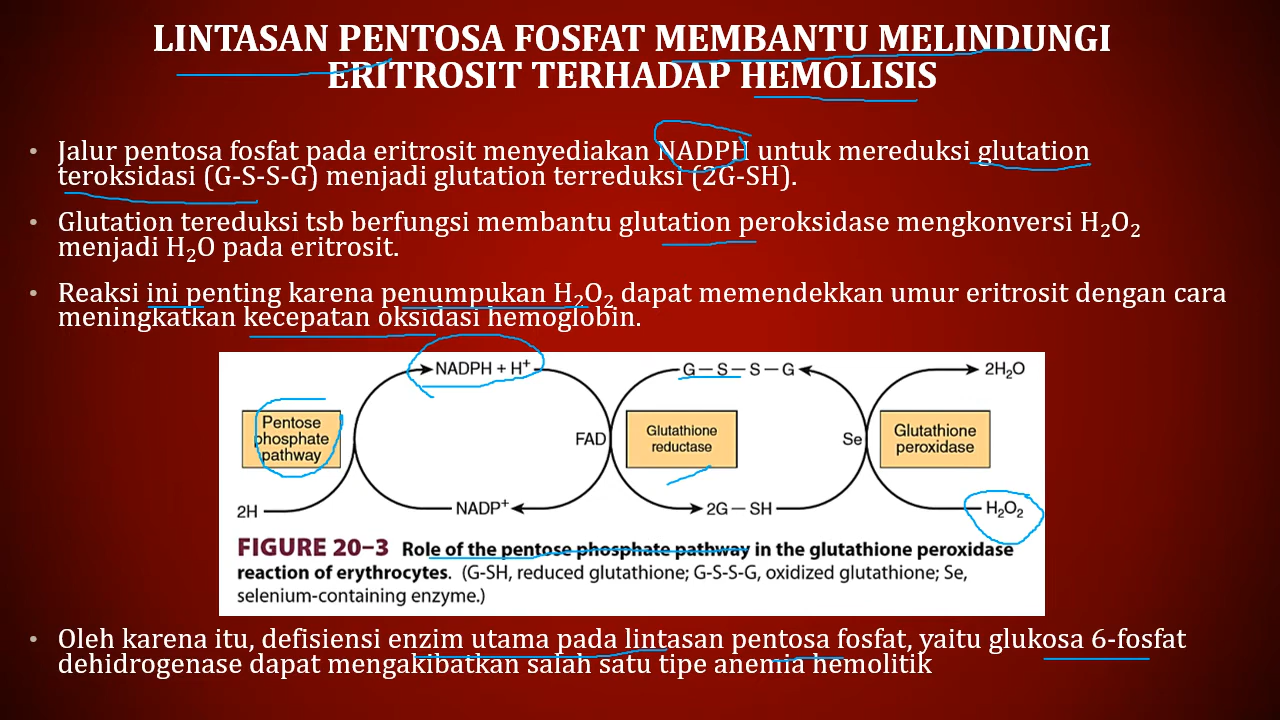 LINTASAN PENTOSA FOSFAT MEMBANTU MELINDUNGI
ERITROSIT TERHADAP HEMOLISIS
• Jalur pentosa fosfat pada eritrosit menyediakan NADPH untuk mereduksi glutation
teroksidasi (G-S-S-G) menjadi glutation terreduksi (2G-SH).
• Glutation tereduksi tsb berfungsi membantu glutation peroksidase mengkonversi H₂O₂
menjadi H₂O pada eritrosit.
• Reaksi ini penting karena penumpukan H₂O₂ dapat memendekkan umur eritrosit dengan cara
meningkatkan kecepatan oksidasi hemoglobin.
NADPH + H⁺
G — S — S — G
2H₂O
Pentose
phosphate
pathway
FAD
Glutathione
reductase
Se
Glutathione
peroxidase
2H
NADP⁺
2G — SH
H₂O₂
FIGURE 20–3 Role of the pentose phosphate pathway in the glutathione peroxidase
reaction of erythrocytes. (G-SH, reduced glutathione; G-S-S-G, oxidized glutathione; Se,
selenium-containing enzyme.)
• Oleh karena itu, defisiensi enzim utama pada lintasan pentosa fosfat, yaitu glukosa 6-fosfat
dehidrogenase dapat mengakibatkan salah satu tipe anemia hemolitik